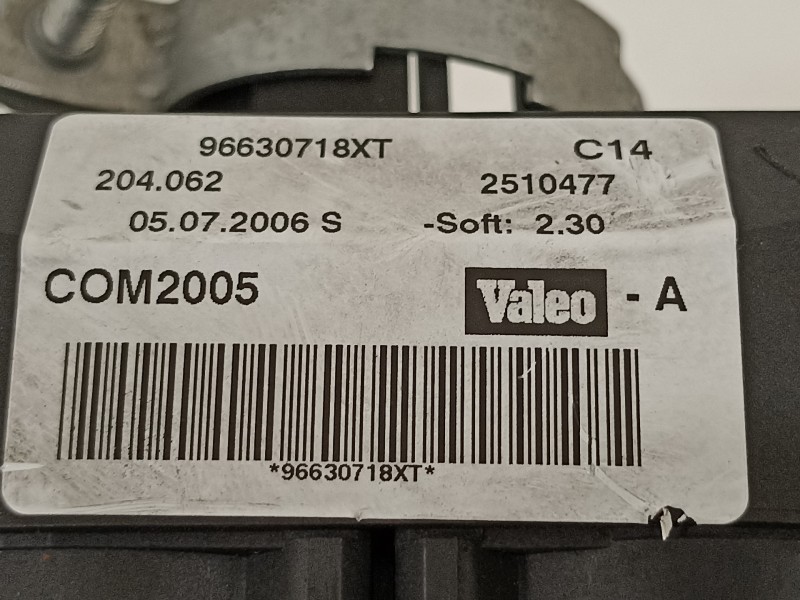 96630718XT C14
204.062 2510477
05.07.2006 S -Soft: 2.30
COM2005 Valeo - A
*96630718XT*